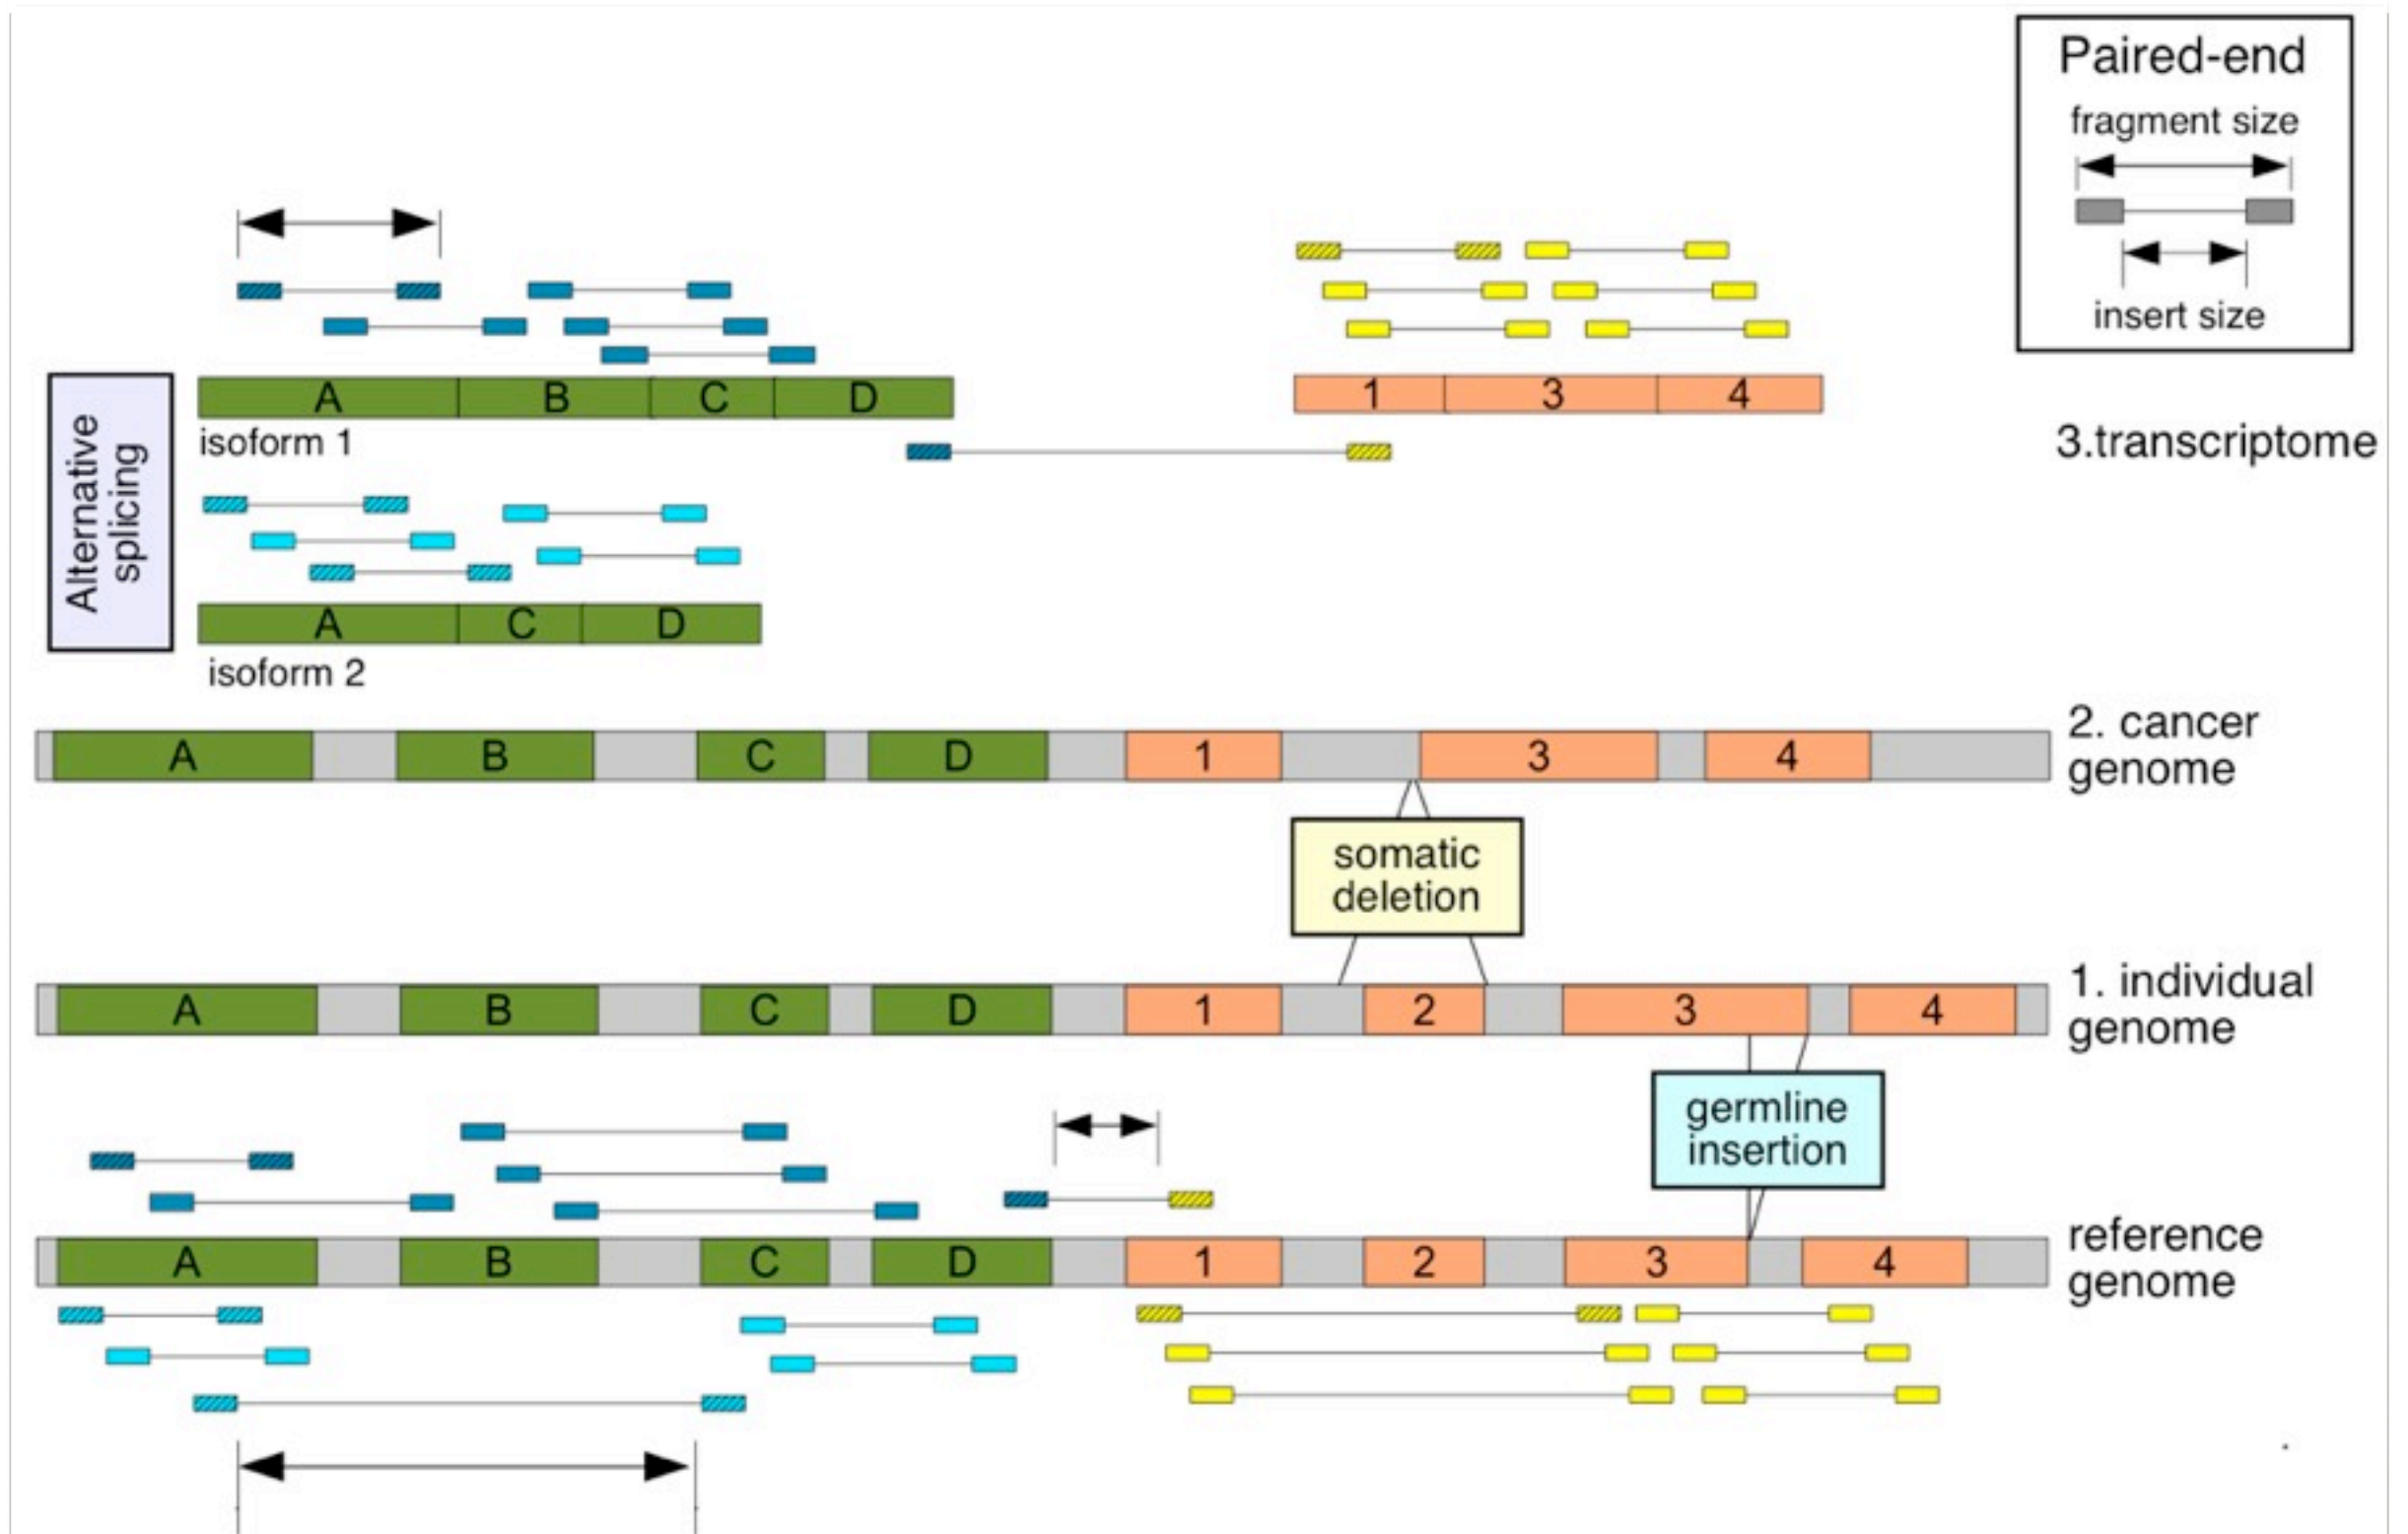 Paired-end
fragment size
insert size
A B C D
isoform 1
1 3 4
3.transcriptome
Alternative
splicing
A C D
isoform 2
A B C D 1 3 4
2. cancer
genome
somatic
deletion
A B C D 1 2 3 4
1. individual
genome
germline
insertion
A B C D 1 2 3 4
reference
genome